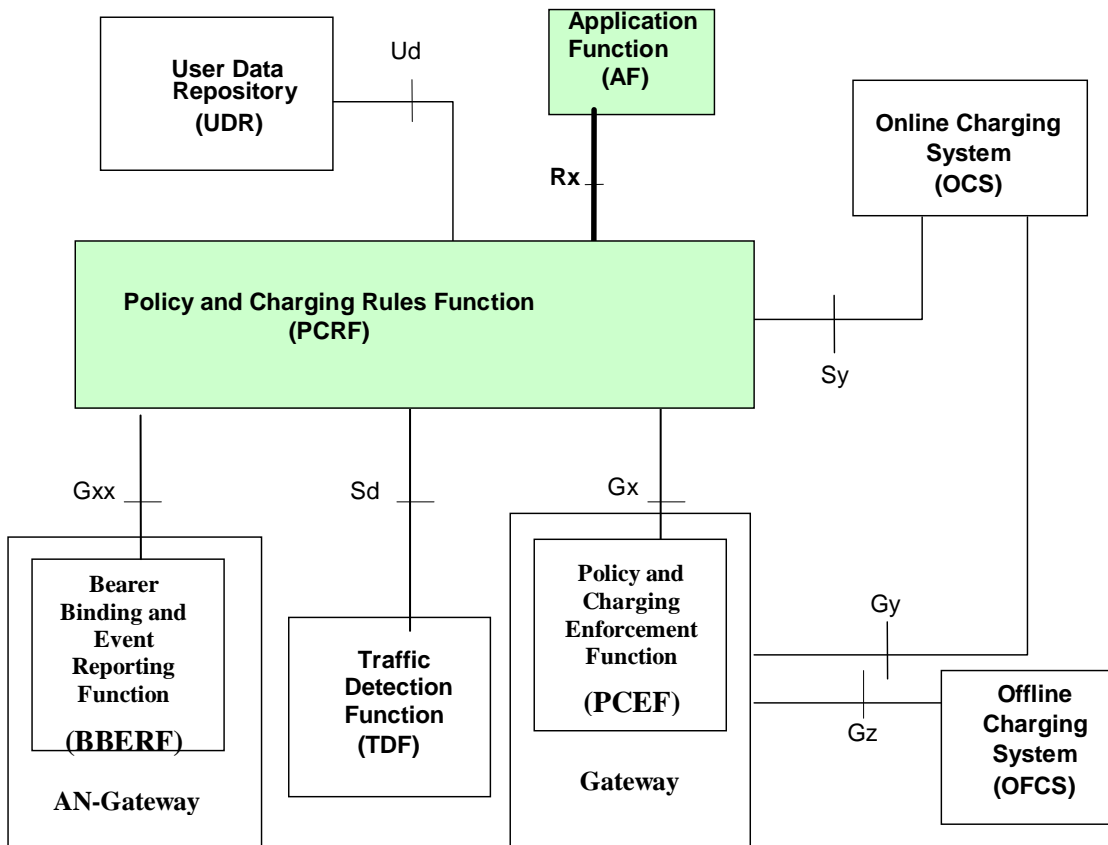 Application
Function
(AF)
Ud
User Data
Repository
(UDR)
Online Charging
System
(OCS)
Rx
Policy and Charging Rules Function
(PCRF)
Sy
Gxx
Sd
Gx
Bearer
Binding and
Event
Reporting
Function
(BBERF)
AN-Gateway
Traffic
Detection
Function
(TDF)
Policy and
Charging
Enforcement
Function
(PCEF)
Gateway
Gy
Gz
Offline
Charging
System
(OFCS)